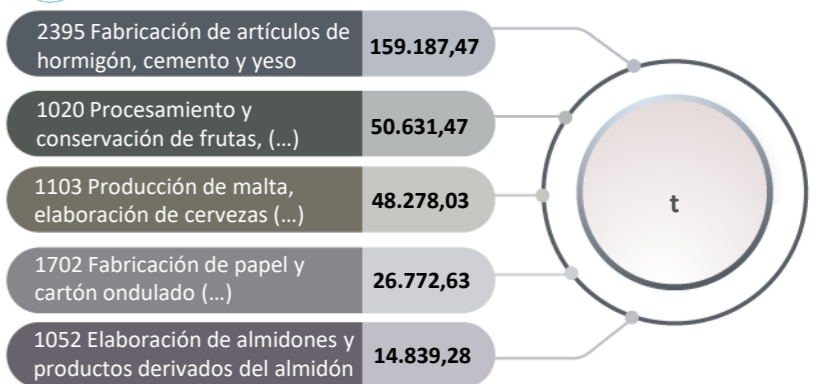 2395 Fabricación de artículos de
hormigón, cemento y yeso
159.187,47
1020 Procesamiento y
conservación de frutas, (...)
50.631,47
1103 Producción de malta,
elaboración de cervezas (...)
48.278,03
1702 Fabricación de papel y
cartón ondulado (...)
26.772,63
1052 Elaboración de almidones y
productos derivados del almidón
14.839,28
t